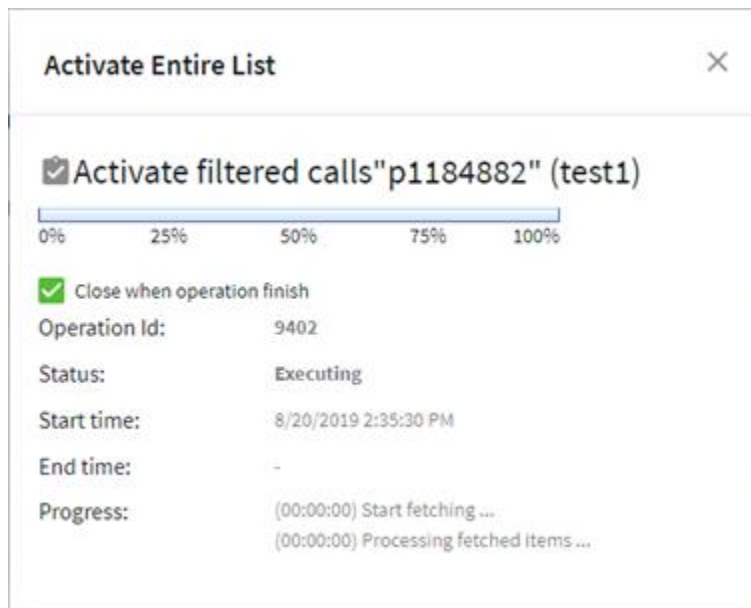 Activate Entire List
Activate filtered calls"p1184882" (test1)
0% 25% 50% 75% 100%
Close when operation finish
Operation Id: 9402
Status: Executing
Start time: 8/20/2019 2:35:30 PM
End time: -
Progress: (00:00:00) Start fetching ...
(00:00:00) Processing fetched items ...